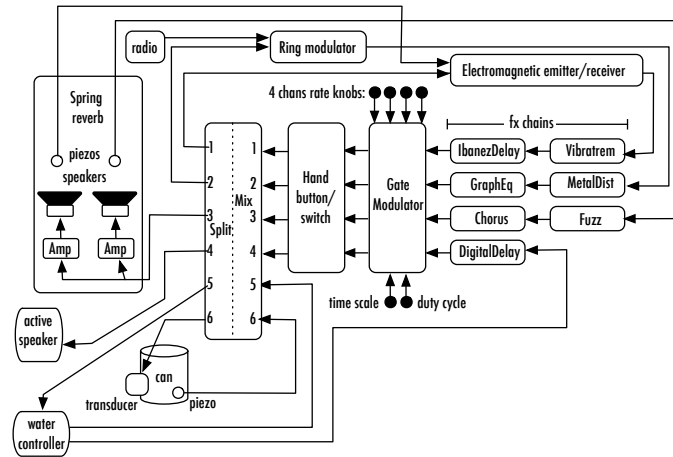 radio
Ring modulator
Electromagnetic emitter/receiver
Spring
reverb
piezos
speakers
Amp
Amp
4 chans rate knobs:
fx chains
IbanezDelay
Vibratrem
GraphEq
MetalDist
Chorus
Fuzz
DigitalDelay
Gate
Modulator
Hand
button/
switch
Mix
Split
1
1
2
2
3
3
4
4
5
5
6
6
time scale
duty cycle
active
speaker
can
transducer
piezo
water
controller